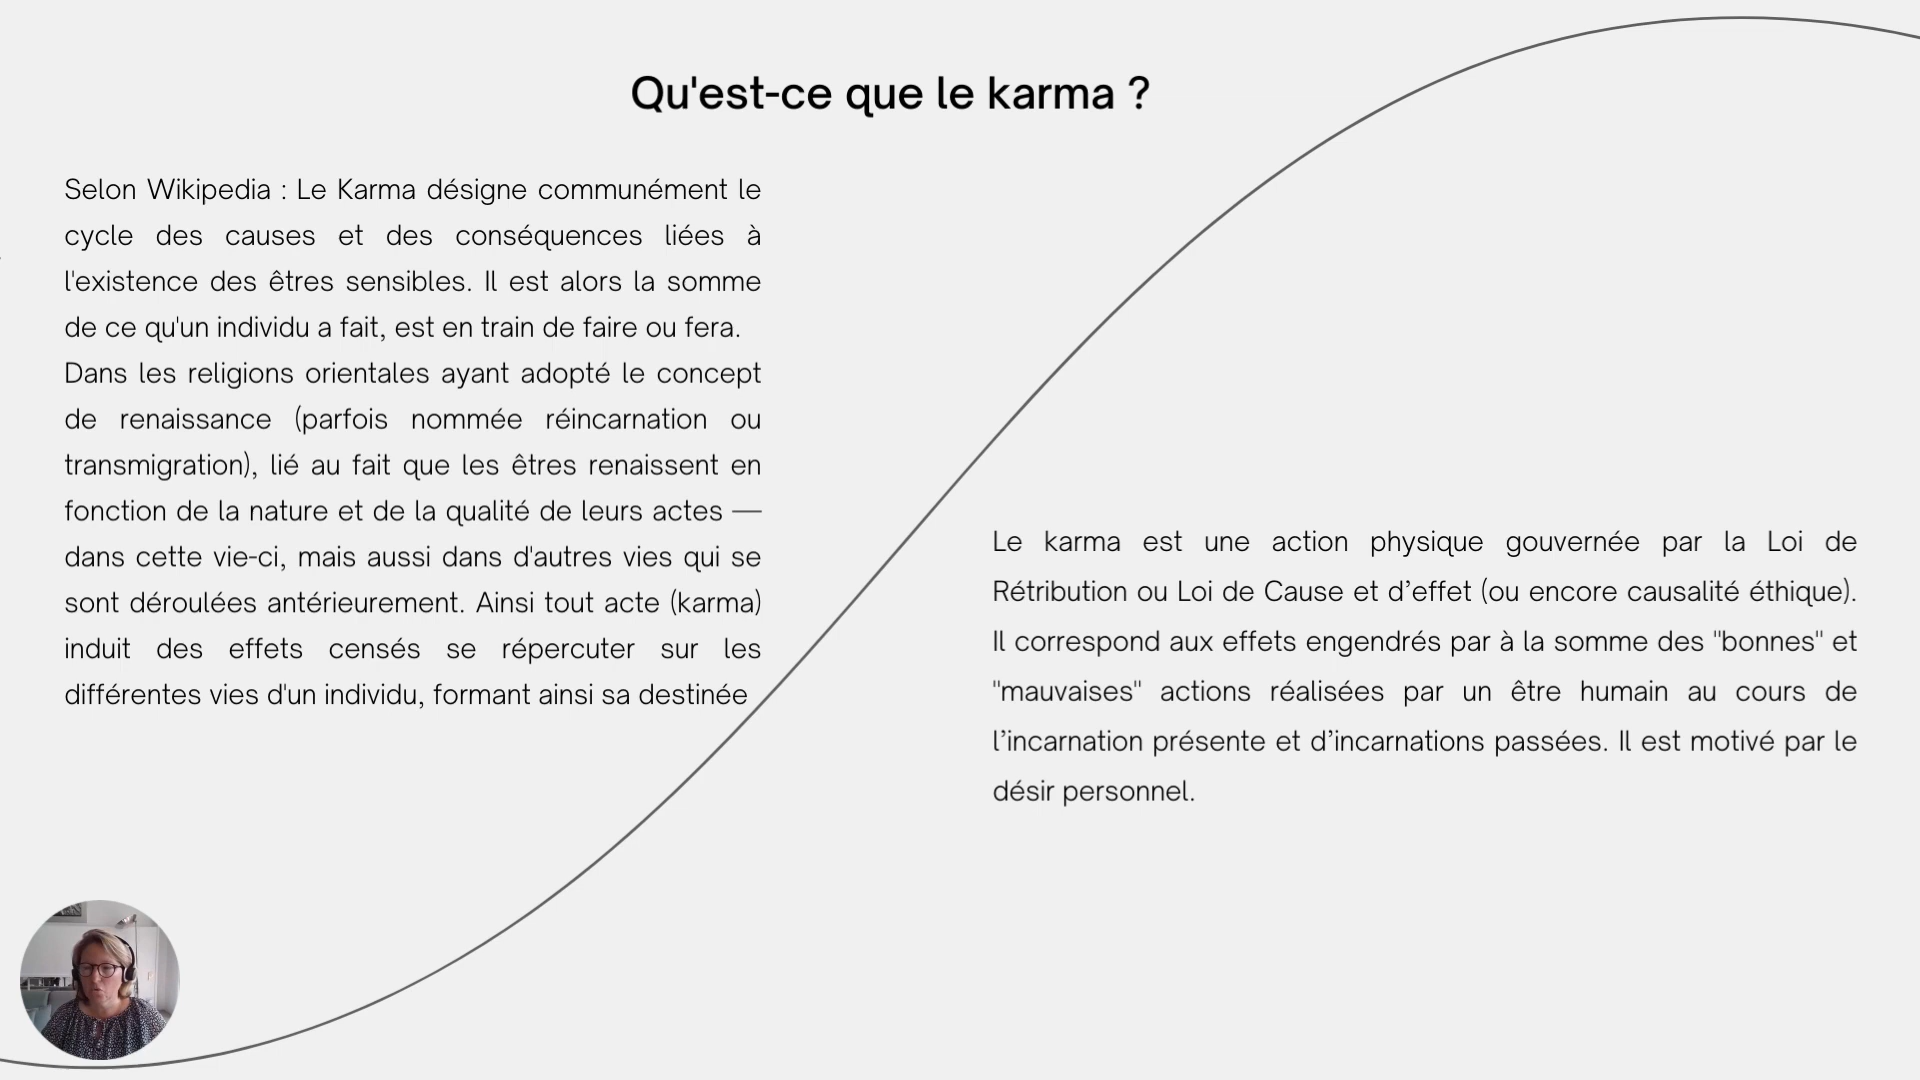 Qu'est-ce que le karma ?
Selon Wikipedia : Le Karma désigne communément le
cycle des causes et des conséquences liées à
l'existence des êtres sensibles. Il est alors la somme
de ce qu'un individu a fait, est en train de faire ou fera.
Dans les religions orientales ayant adopté le concept
de renaissance (parfois nommée réincarnation ou
transmigration), lié au fait que les êtres renaissent en
fonction de la nature et de la qualité de leurs actes —
dans cette vie-ci, mais aussi dans d'autres vies qui se
sont déroulées antérieurement. Ainsi tout acte (karma)
induit des effets censés se répercuter sur les
différentes vies d'un individu, formant ainsi sa destinée
Le karma est une action physique gouvernée par la Loi de
Rétribution ou Loi de Cause et d’effet (ou encore causalité éthique).
Il correspond aux effets engendrés par à la somme des "bonnes" et
"mauvaises" actions réalisées par un être humain au cours de
l’incarnation présente et d’incarnations passées. Il est motivé par le
désir personnel.